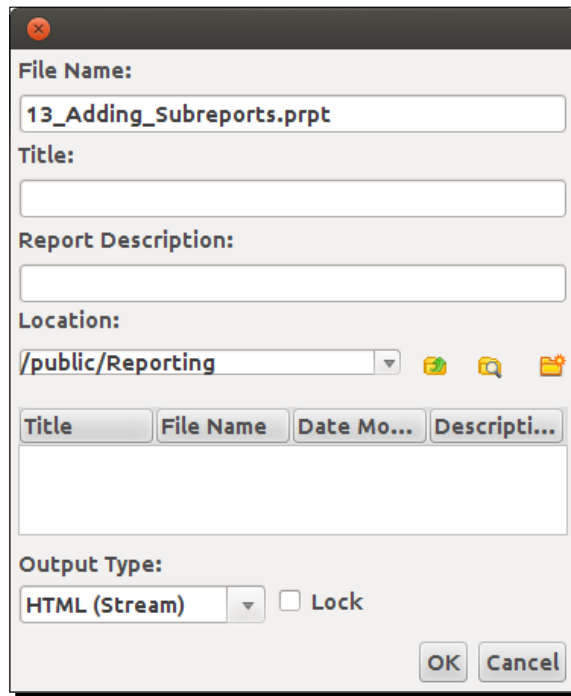 File Name:
13_Adding_Subreports.prpt
Title:
Report Description:
Location:
/public/Reporting
Title File Name Date Mo... Descripti...
Output Type:
HTML (Stream) Lock
OK Cancel